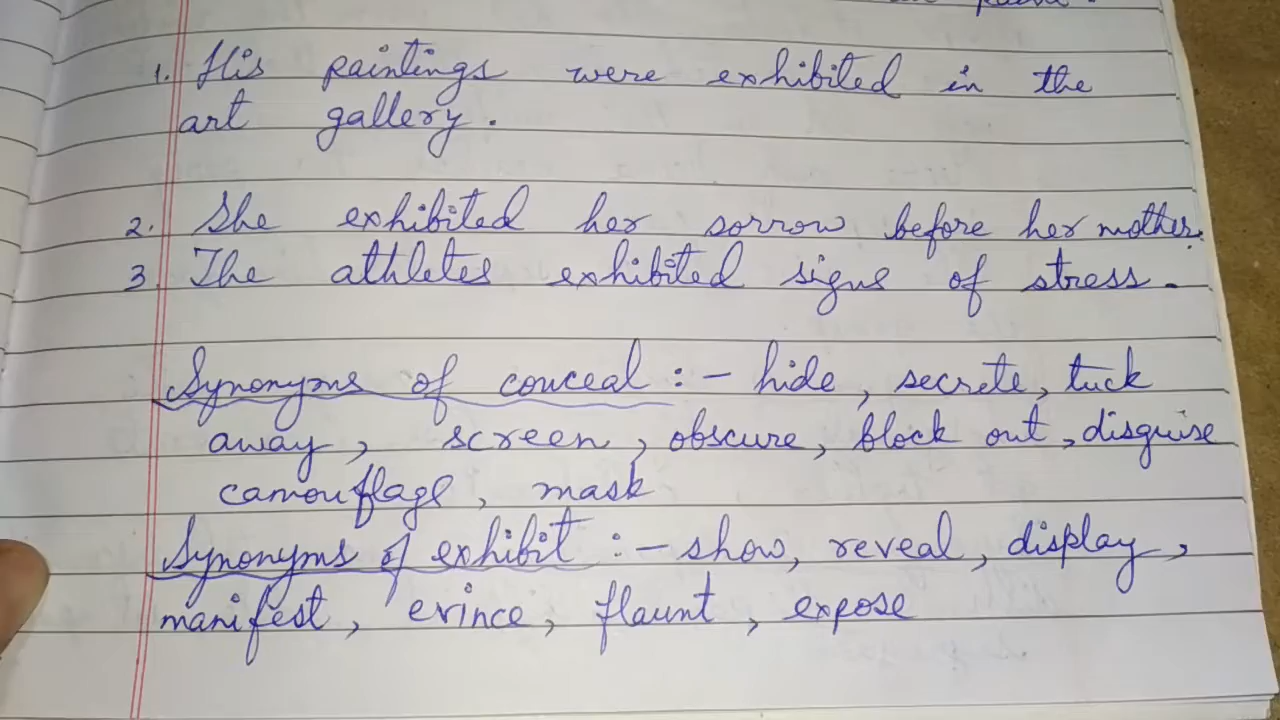 1. His paintings were exhibited in the
art gallery.
2. She exhibited her sorrow before her mother.
3. The athletes exhibited signs of stress.
Synonyms of conceal :- hide, secrete, tuck
away, screen, obscure, block out, disguise
camouflage, mask
Synonyms of exhibit :- show, reveal, display,
manifest, evince, flaunt, expose